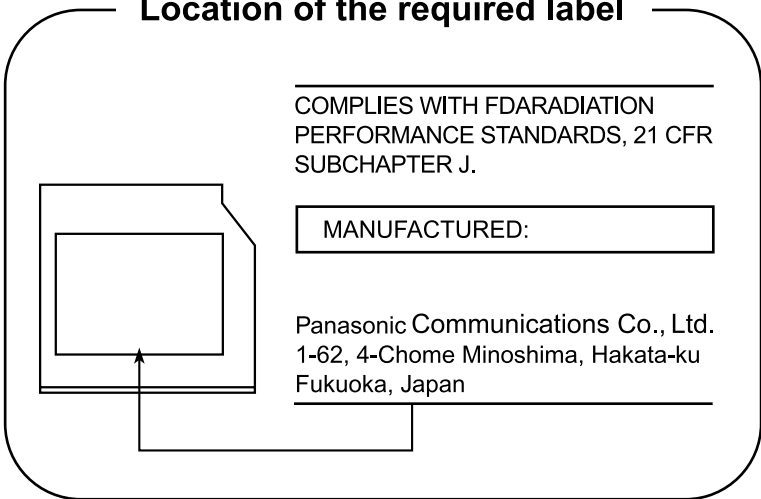 Location of the required label
COMPLIES WITH FDARADIATION
PERFORMANCE STANDARDS, 21 CFR
SUBCHAPTER J.
MANUFACTURED:
Panasonic Communications Co., Ltd.
1-62, 4-Chome Minoshima, Hakata-ku
Fukuoka, Japan